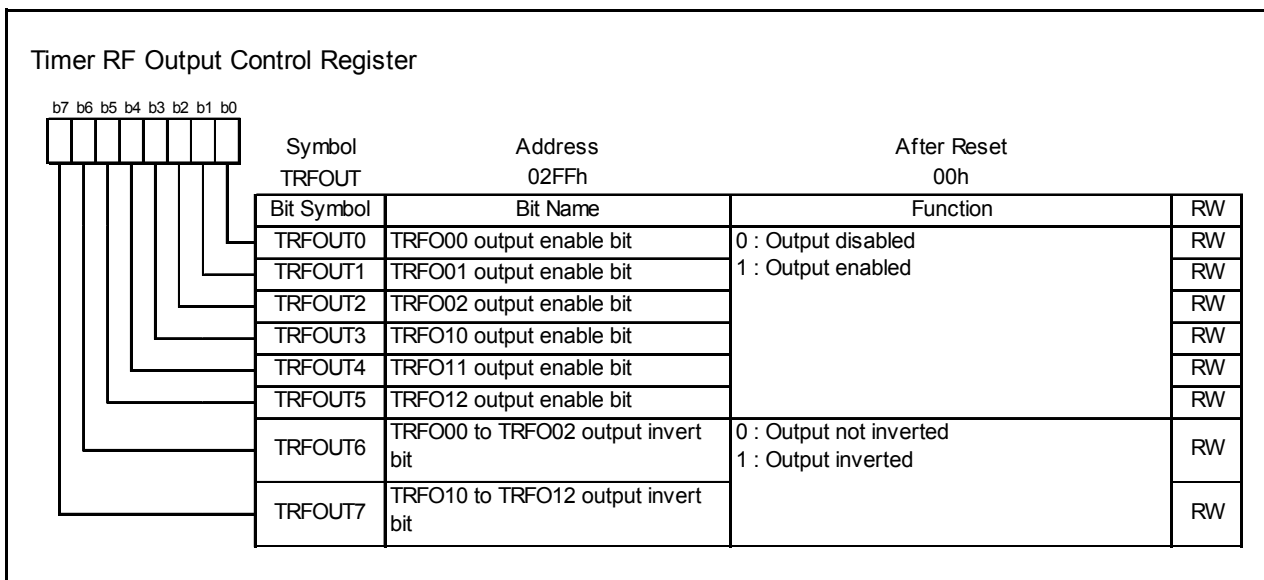 Timer RF Output Control Register
b7 b6 b5 b4 b3 b2 b1 b0
Symbol Address After Reset
TRFOUT 02FFh 00h
Bit Symbol Bit Name Function RW
TRFOUT0 TRFO00 output enable bit 0 : Output disabled RW
TRFOUT1 TRFO01 output enable bit 1 : Output enabled RW
TRFOUT2 TRFO02 output enable bit RW
TRFOUT3 TRFO10 output enable bit RW
TRFOUT4 TRFO11 output enable bit RW
TRFOUT5 TRFO12 output enable bit RW
TRFOUT6 TRFO00 to TRFO02 output invert bit 0 : Output not inverted RW
1 : Output inverted
TRFOUT7 TRFO10 to TRFO12 output invert bit RW